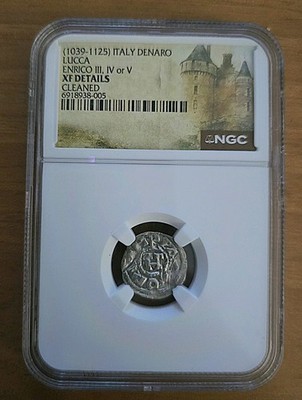 (1039-1125) ITALY DENARO
LUCCA
ENRICO III, IV or V
XF DETAILS
CLEANED
6918938-005
NGC